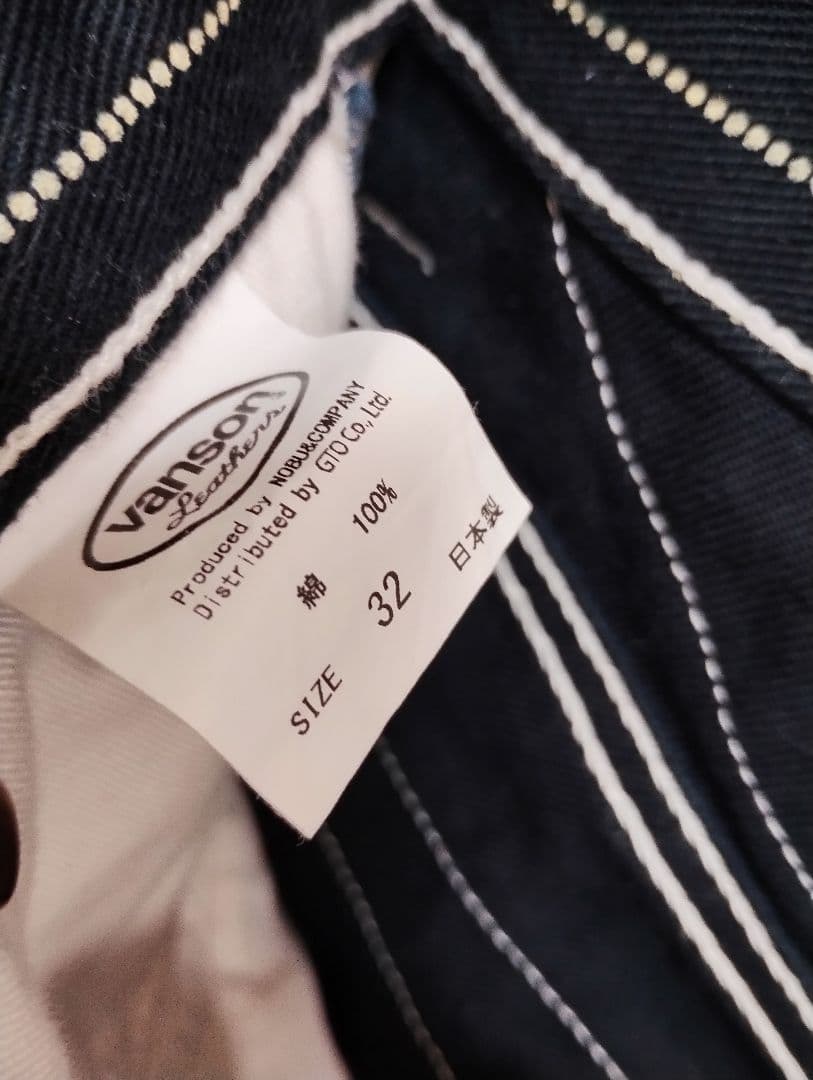 vanson
Leathers
Produced by NOBU&COMPANY
Distributed by GTO Co., Ltd.
綿 100%
SIZE 32
日本製